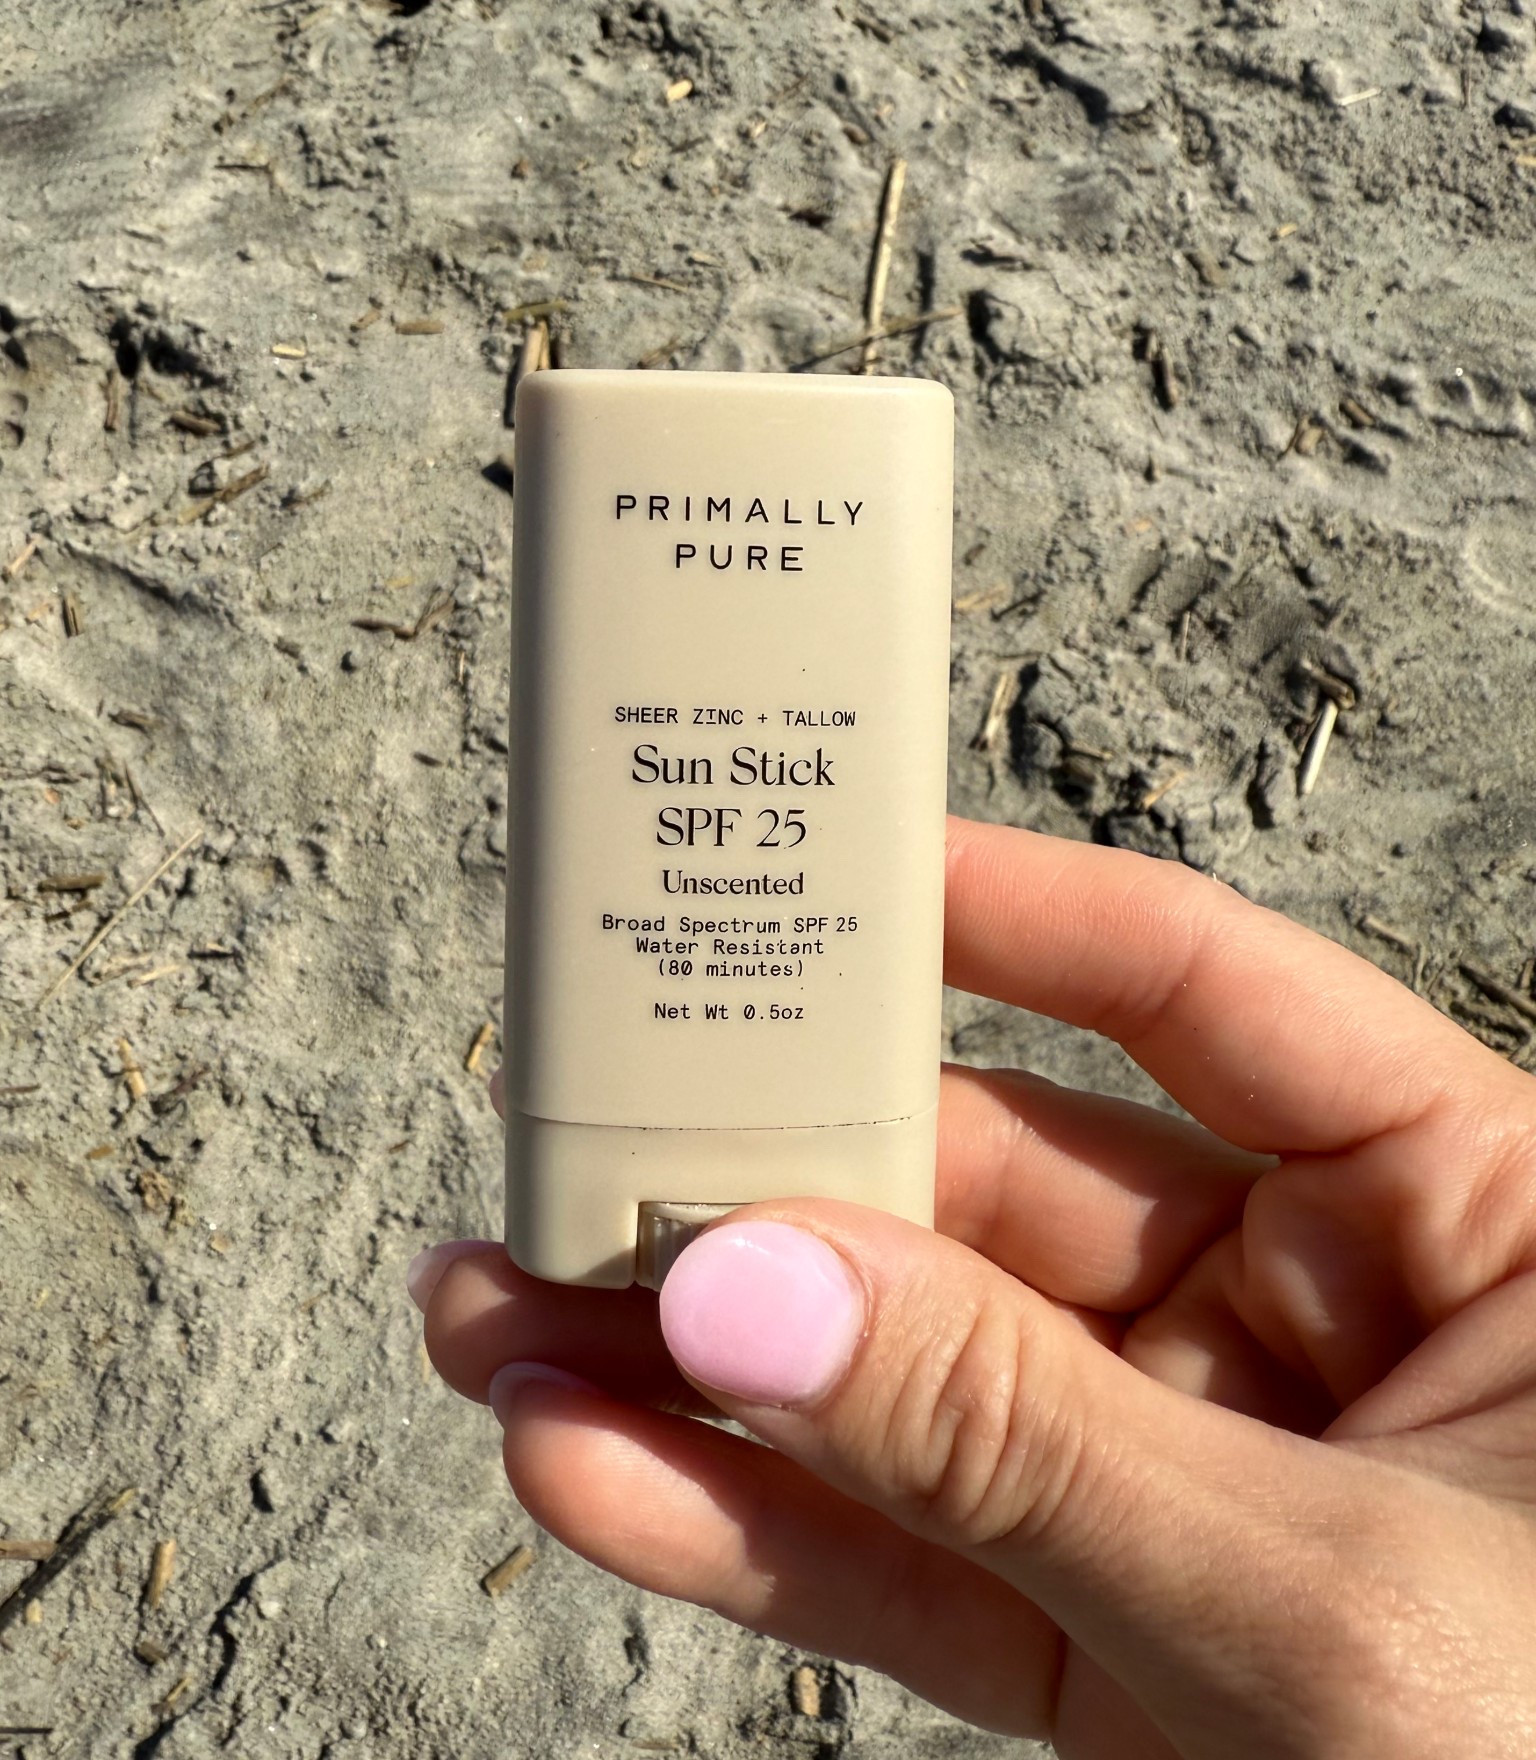 PRIMALLY
PURE
SHEER ZINC + TALLOW
Sun Stick
SPF 25
Unscented
Broad Spectrum SPF 25
Water Resistant
(80 minutes)
Net Wt 0.5oz